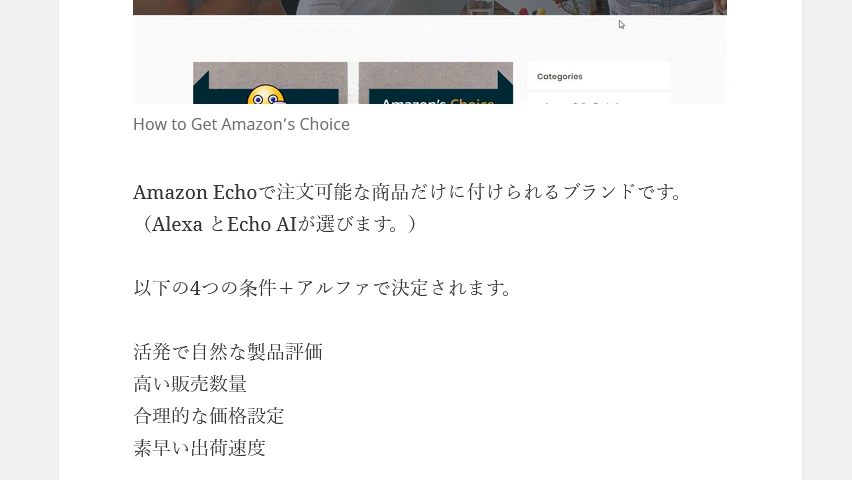 Categories
Amazon's Choice
How to Get Amazon’s Choice
Amazon Echoで注文可能な商品だけに付けられるブランドです。
（Alexa とEcho AIが選びます。）
以下の4つの条件＋アルファで決定されます。
活発で自然な製品評価
高い販売数量
合理的な価格設定
素早い出荷速度